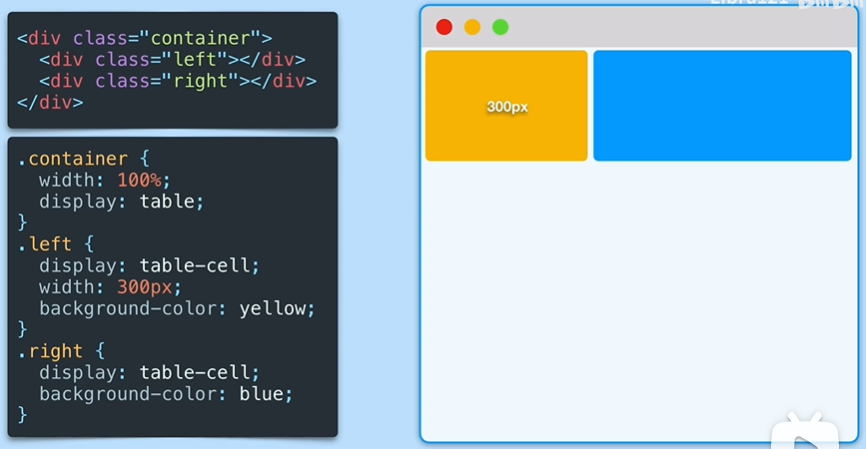 <div class="container">
  <div class="left"></div>
  <div class="right"></div>
</div>
.container {
  width: 100%;
  display: table;
}
.left {
  display: table-cell;
  width: 300px;
  background-color: yellow;
}
.right {
  display: table-cell;
  background-color: blue;
}
300px